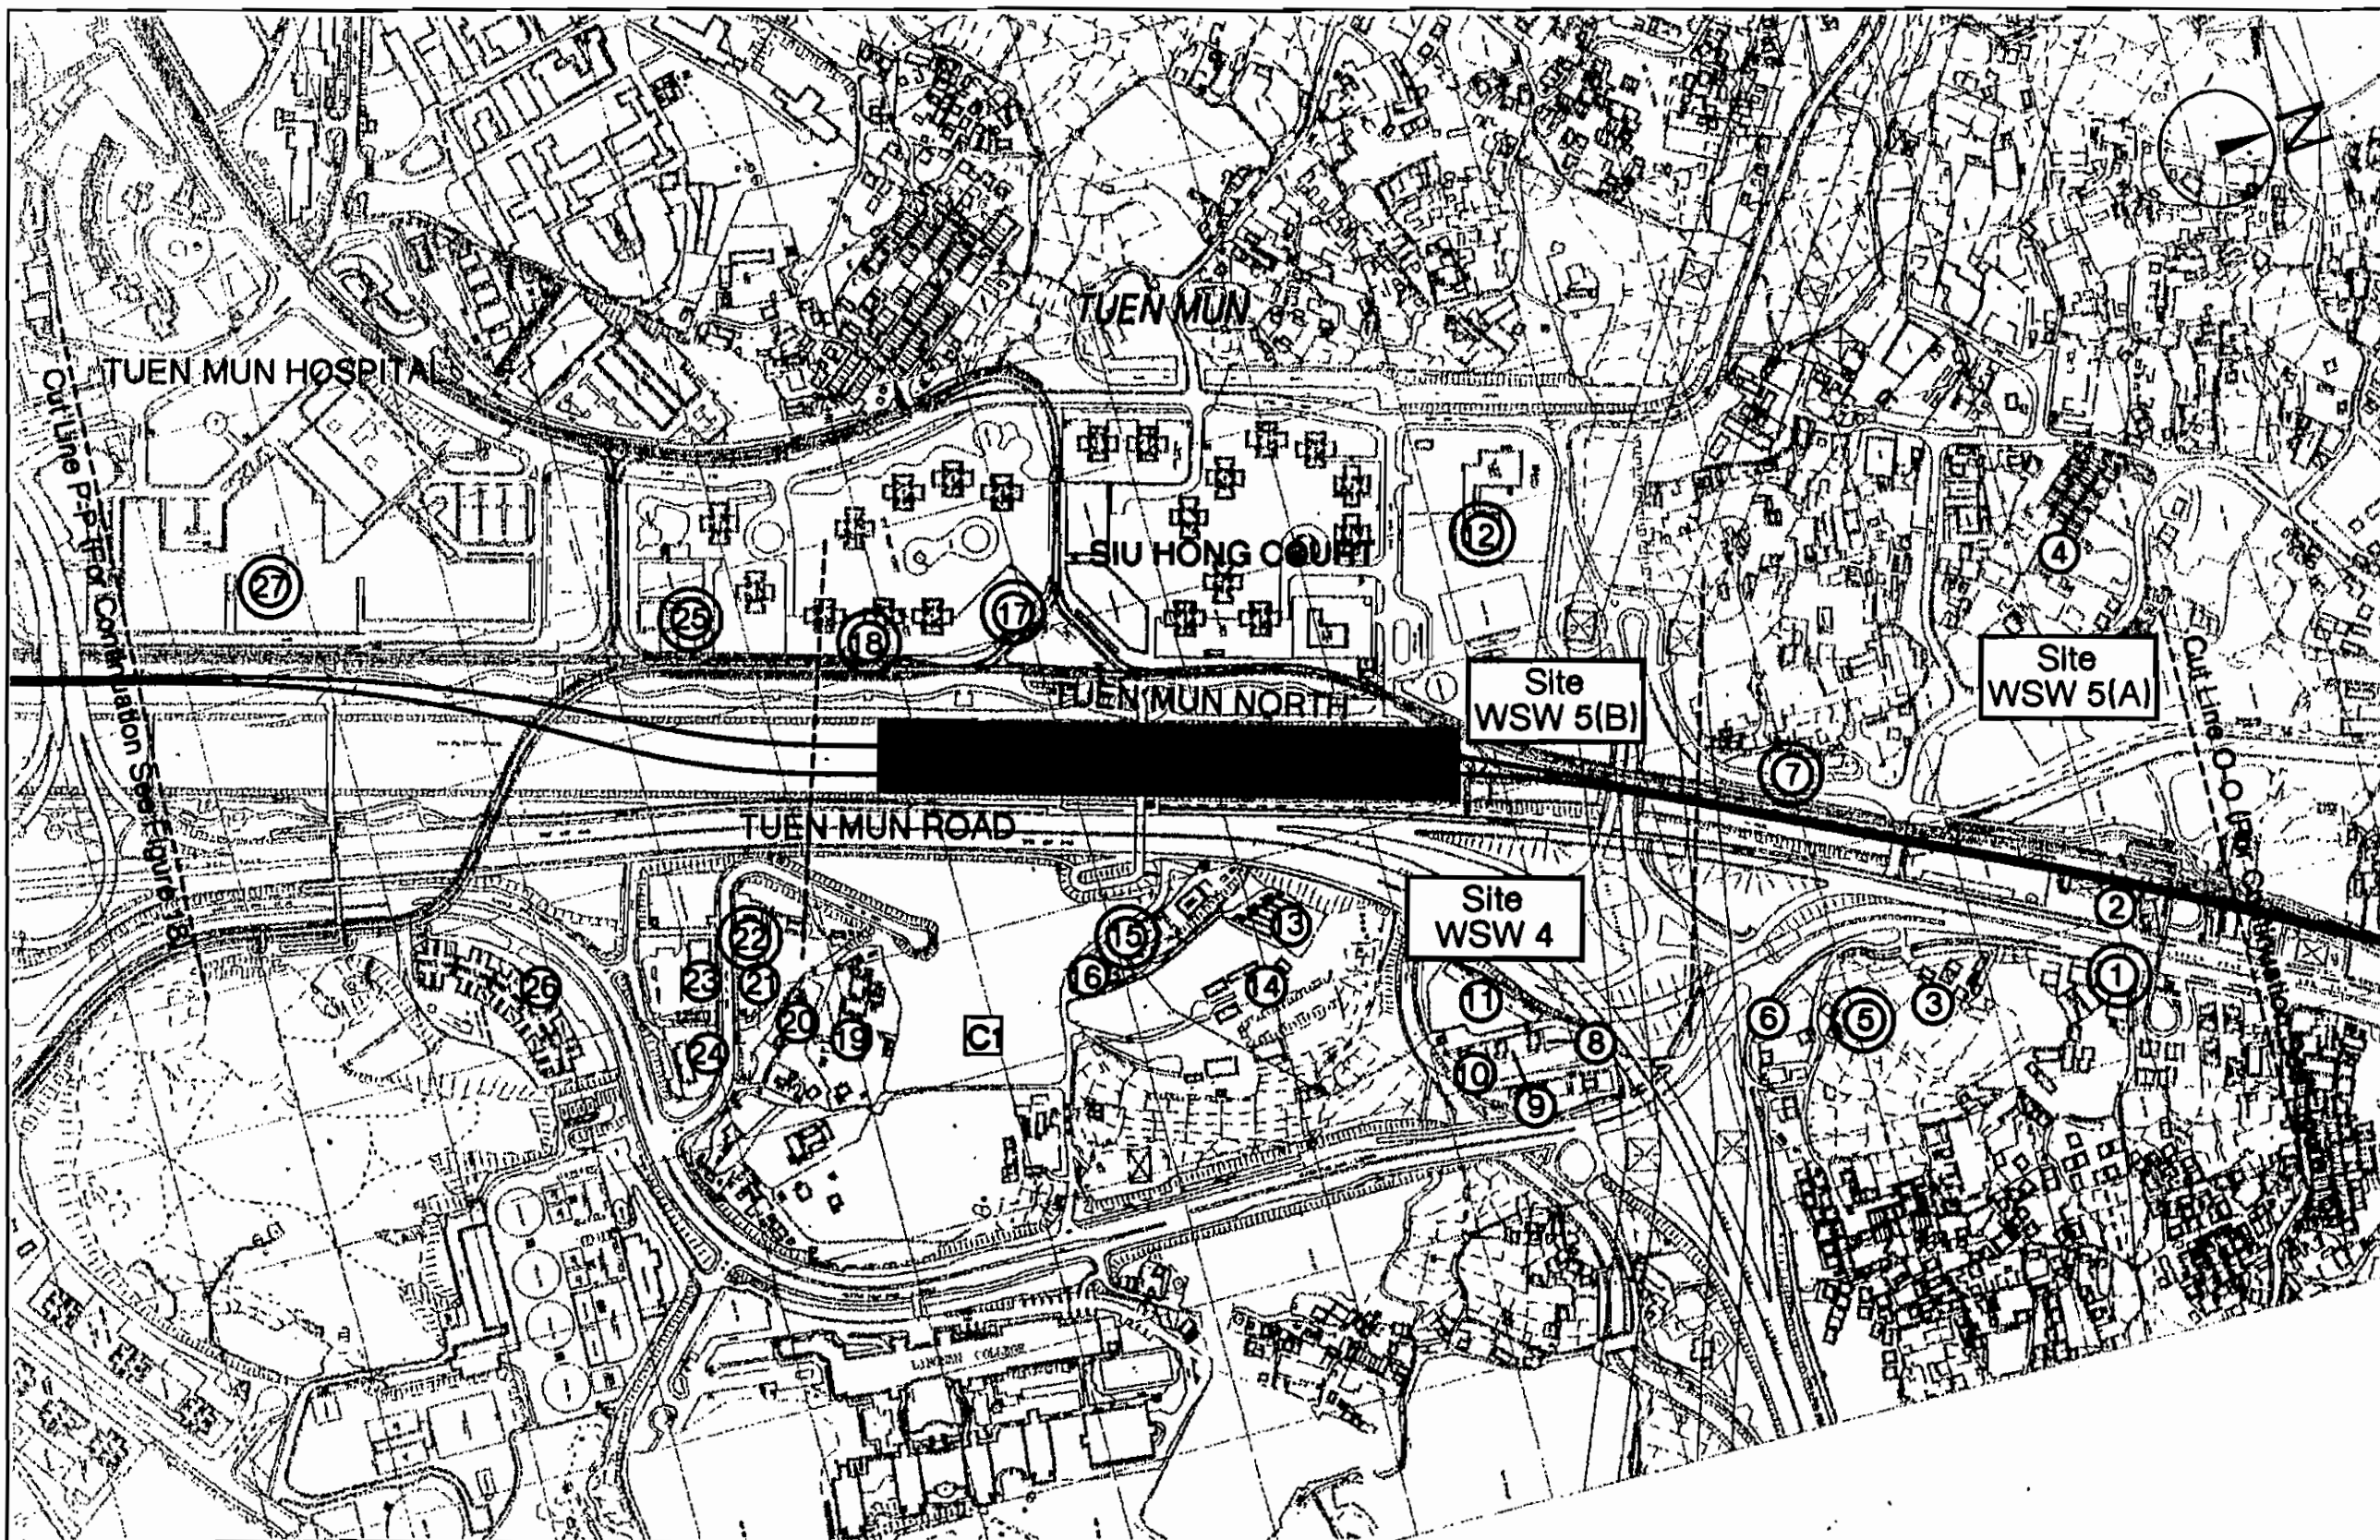 N
TUEN MUN
TUEN MUN HOSPITAL
Cut Line P-P (For Continuation See Figure 18)
27
25
18
17
SIU HONG COURT
12
4
Site
WSW 5(B)
Site
WSW 5(A)
TUEN MUN NORTH
7
TUEN MUN ROAD
Site
WSW 4
2
1
22
15
13
26
23
21
16
14
11
3
6
5
20
19
C1
8
24
10
9
LINGNAN COLLEGE